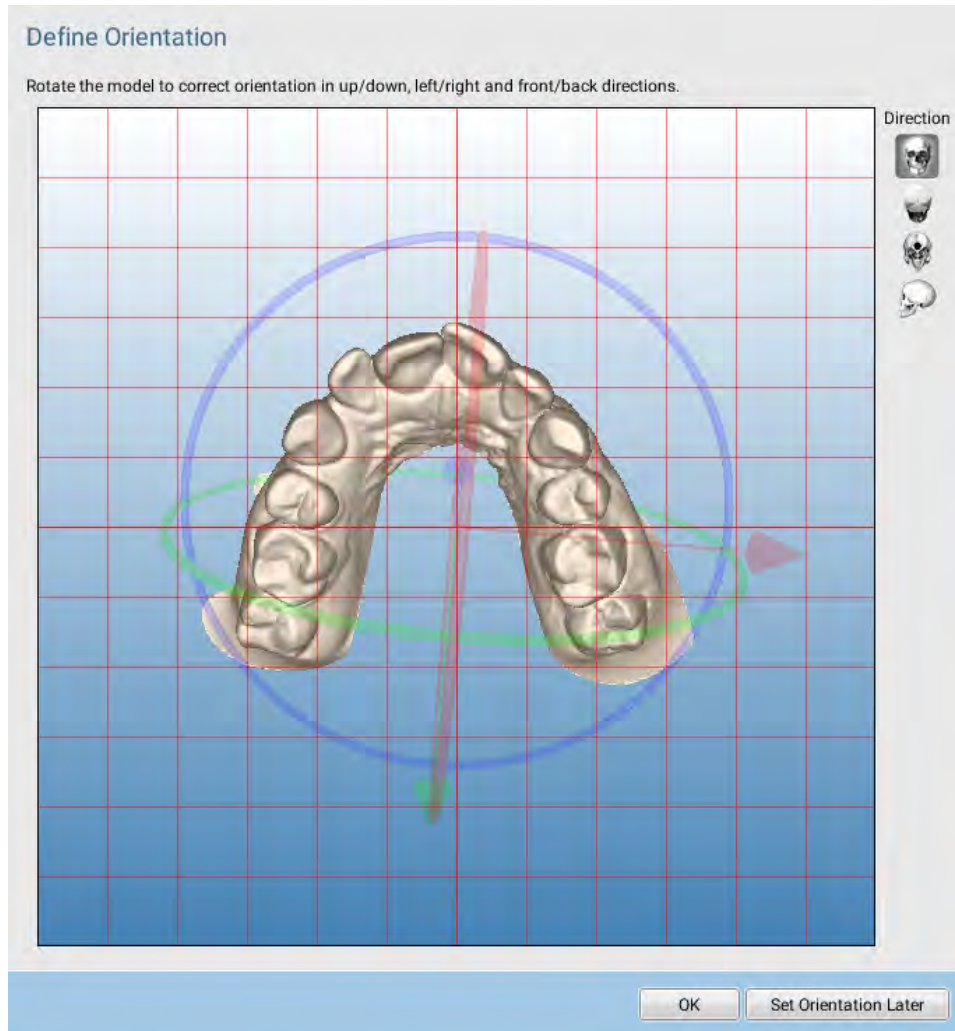 Define Orientation
Rotate the model to correct orientation in up/down, left/right and front/back directions.
Direction
OK
Set Orientation Later